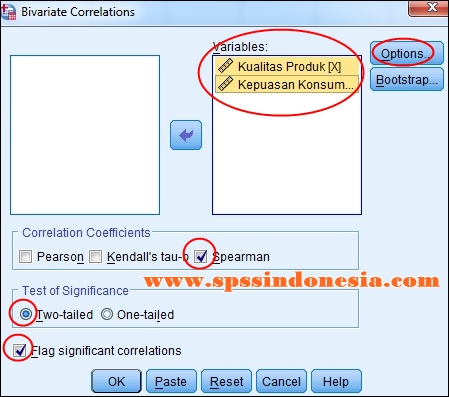 Bivariate Correlations
Variables:
Kualitas Produk [X]
Kepuasan Konsum...
Options...
Bootstrap...
Correlation Coefficients
Pearson Kendall's tau-b Spearman
www.spssindonesia.com
Test of Significance
Two-tailed One-tailed
Flag significant correlations
OK Paste Reset Cancel Help